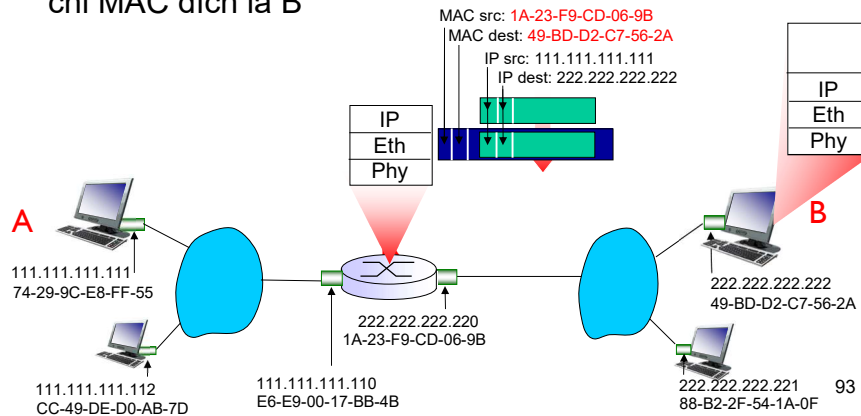 chỉ MAC đích là B
MAC src: 1A-23-F9-CD-06-9B
MAC dest: 49-BD-D2-C7-56-2A
IP src: 111.111.111.111
IP dest: 222.222.222.222
IP
Eth
Phy
IP
Eth
Phy
A
B
111.111.111.111
74-29-9C-E8-FF-55
222.222.222.222
49-BD-D2-C7-56-2A
222.222.222.220
1A-23-F9-CD-06-9B
111.111.111.112
CC-49-DE-D0-AB-7D
111.111.111.110
E6-E9-00-17-BB-4B
222.222.222.221
88-B2-2F-54-1A-0F
93